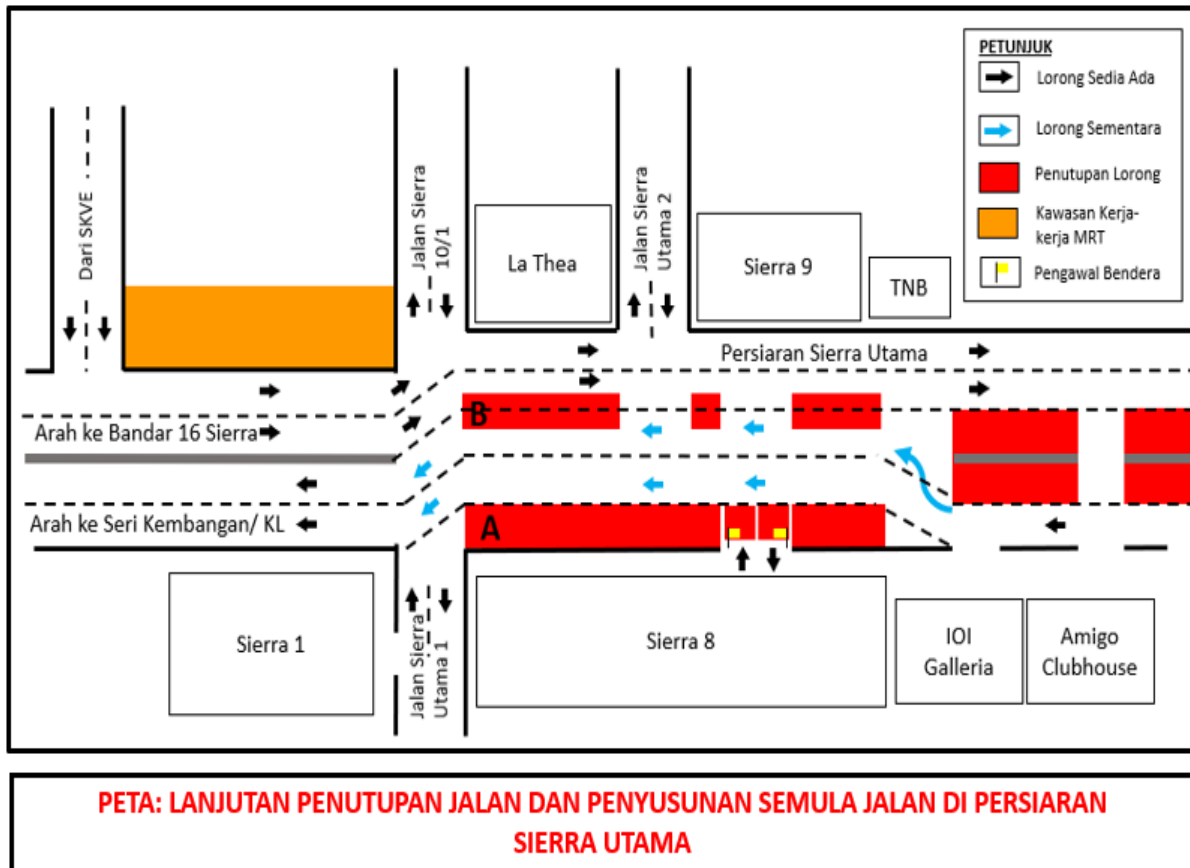 PETUNJUK
Lorong Sedia Ada
Lorong Sementara
Penutupan Lorong
Kawasan Kerja-
kerja MRT
Pengawal Bendera
Dari SKVE
Jalan Sierra
10/1
La Thea
Jalan Sierra
Utama 2
Sierra 9
TNB
Persiaran Sierra Utama
B
Arah ke Bandar 16 Sierra
A
Arah ke Seri Kembangan/ KL
Sierra 1
Jalan Sierra
Utama 1
Sierra 8
IOI
Galleria
Amigo
Clubhouse
PETA: LANJUTAN PENUTUPAN JALAN DAN PENYUSUNAN SEMULA JALAN DI PERSIARAN
SIERRA UTAMA